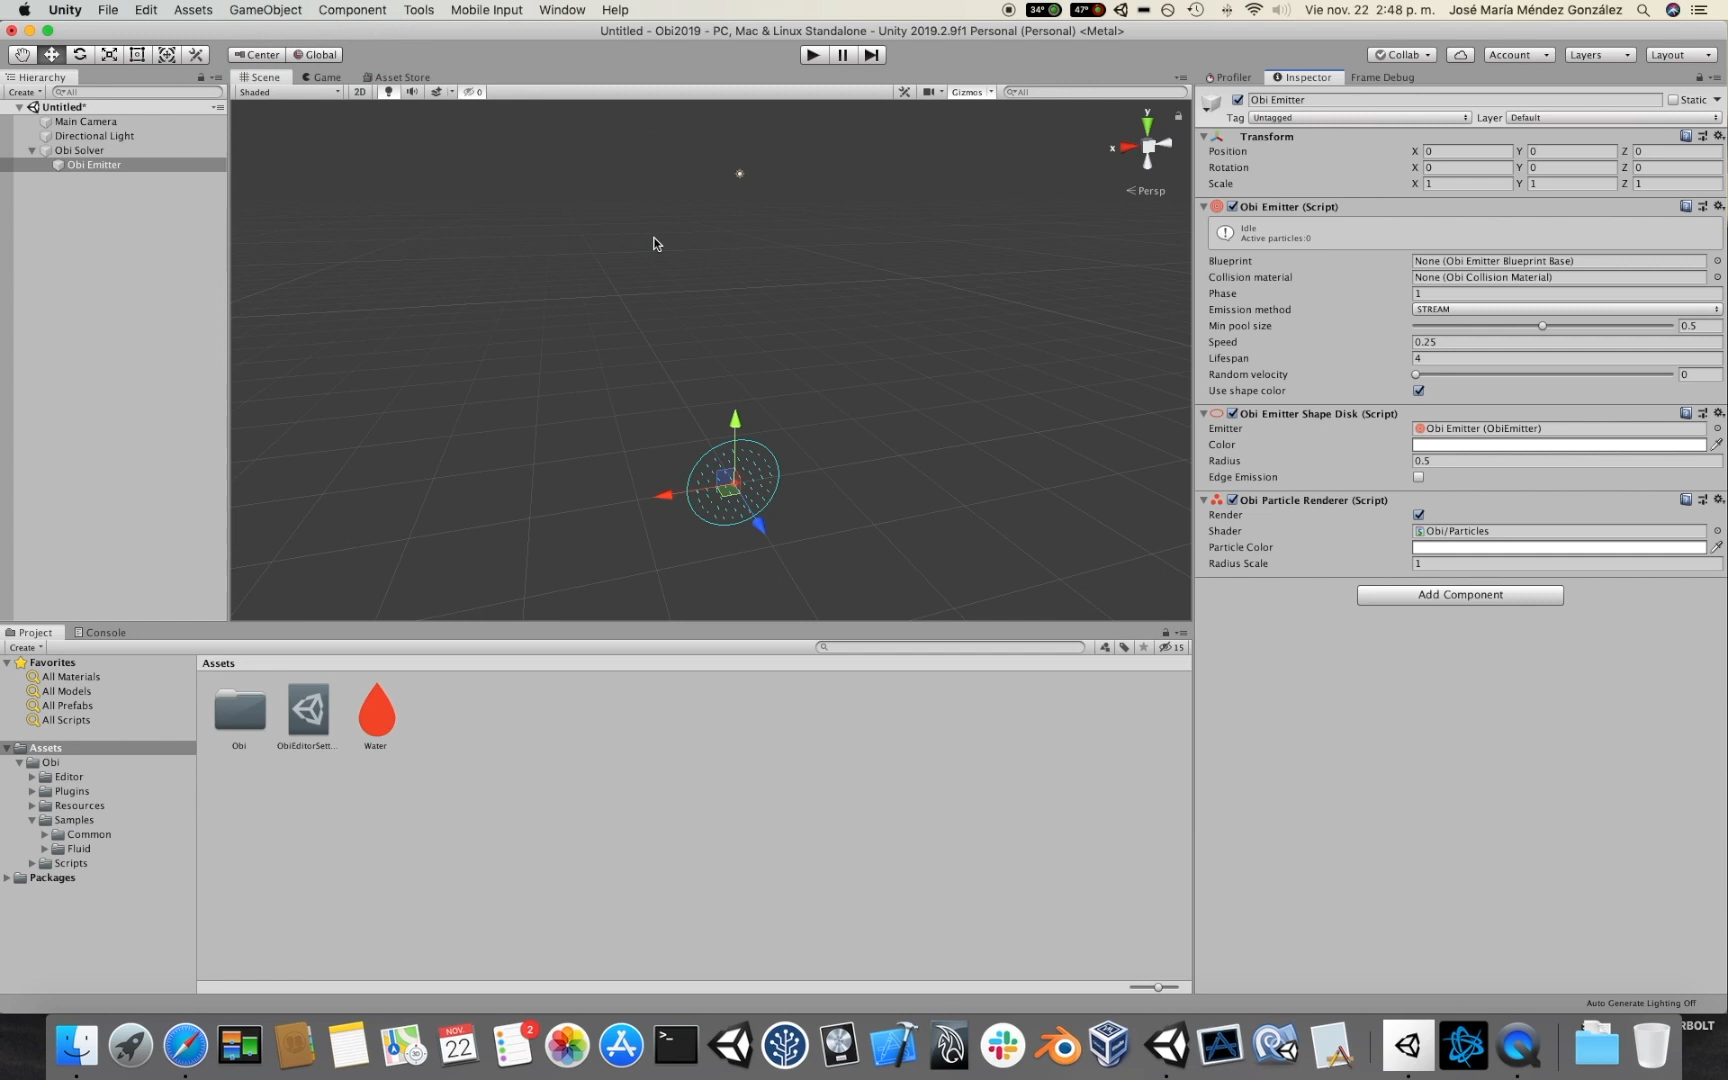 Unity File Edit Assets GameObject Component Tools Mobile Input Window Help 34° 47° Vie nov. 22 2:48 p. m. José María Méndez González
Untitled - Obi2019 - PC, Mac & Linux Standalone - Unity 2019.2.9f1 Personal (Personal) <Metal>
Center Global Collab Account Layers Layout
Hierarchy Scene Game Asset Store Profiler Inspector Frame Debug
Create All Shaded 2D 0 Gizmos All
Untitled*
Main Camera
Directional Light
Obi Solver
Obi Emitter
y
x
Persp
Obi Emitter Static
Tag Untagged Layer Default
Transform
Position X 0 Y 0 Z 0
Rotation X 0 Y 0 Z 0
Scale X 1 Y 1 Z 1
Obi Emitter (Script)
Idle
Active particles:0
Blueprint None (Obi Emitter Blueprint Base)
Collision material None (Obi Collision Material)
Phase 1
Emission method STREAM
Min pool size 0.5
Speed 0.25
Lifespan 4
Random velocity 0
Use shape color
Obi Emitter Shape Disk (Script)
Emitter Obi Emitter (ObiEmitter)
Color
Radius 0.5
Edge Emission
Obi Particle Renderer (Script)
Render
Shader Obi/Particles
Particle Color
Radius Scale 1
Add Component
Project Console
Create 15
Favorites
All Materials
All Models
All Prefabs
All Scripts
Assets
Obi
Editor
Plugins
Resources
Samples
Common
Fluid
Scripts
Packages
Assets
Obi ObiEditorSett... Water
Auto Generate Lighting Off
NOV.
22
2
RBOLT